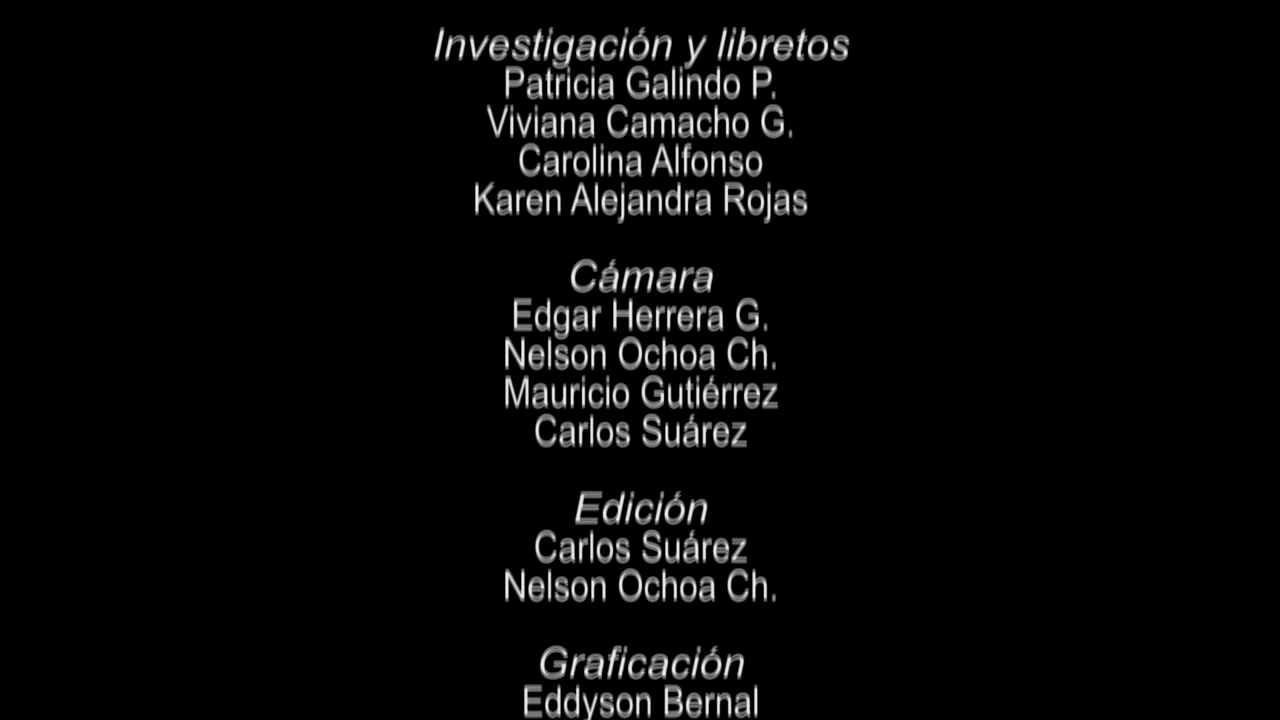 Investigación y libretos
Patricia Galindo P.
Viviana Camacho G.
Carolina Alfonso
Karen Alejandra Rojas
Cámara
Edgar Herrera G.
Nelson Ochoa Ch.
Mauricio Gutiérrez
Carlos Suárez
Edición
Carlos Suárez
Nelson Ochoa Ch.
Graficación
Eddyson Bernal